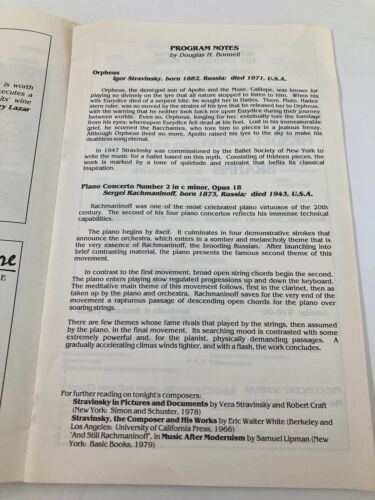 is worth
xecutes a
its' wine
ry Lazar
re
E
PROGRAM NOTES
by Douglas H. Bonnell
Orpheus
Igor Stravinsky, born 1882, Russia; died 1971, U.S.A.
Orpheus, the demi-god son of Apollo and the Muse, Calliope, was known for
playing so divinely on the lyre that all nature stopped to listen to him. When his
wife Eurydice died of a serpent bite, he sought her in Hades. There, Pluto, Hades'
stern ruler, was so moved by the strains of his lyre that he released her to Orpheus,
with the warning that he neither look back nor upon Eurydice during their journey
between worlds. Even so, Orpheus, longing for her, eventually tore the bandage
from his eyes; whereupon Eurydice fell dead at his feet. Lost in his immeasurable
grief, he scorned the Bacchantes, who tore him to pieces in a jealous frenzy.
Although Orpheus lived no more, Apollo raised his lyre to the sky to make his
deathless song eternal.
In 1947 Stravinsky was commissioned by the Ballet Society of New York to
write the music for a ballet based on this myth. Consisting of thirteen pieces, the
work is marked by a tone of quietude and restraint that befits its classical
inspiration.
Piano Concerto Number 2 in c minor, Opus 18
Sergei Rachmaninoff, born 1873, Russia; died 1943, U.S.A.
Rachmaninoff was one of the most celebrated piano virtuosos of the 20th
century. The second of his four piano concertos reflects his immense technical
capabilities.
The piano begins by itself. It culminates in four demonstrative strokes that
announce the orchestra, which enters in a somber and melancholy theme that is
the very essence of Rachmaninoff, the brooding Russian. After launching into
brief contrasting material, the piano presents the famous second theme of this
movement.
In contrast to the first movement, broad open string chords begin the second.
The piano enters playing slow regulated progressions up and down the keyboard.
The meditative main theme of this movement follows, first in the clarinet, then as
taken up by the piano and orchestra. Rachmaninoff saves for the very end of the
movement a rapturous passage of descending open chords for the piano over
soaring strings.
There are few themes whose fame rivals that played by the strings, then assumed
by the piano, in the final movement. Its searching mood is contrasted with some
extremely powerful and, for the pianist, physically demanding passages. A
gradually accelerating climax winds tighter, and with a flash, the work concludes.
For further reading on tonight's composers:
Stravinsky in Pictures and Documents by Vera Stravinsky and Robert Craft
(New York: Simon and Schuster, 1978)
Stravinsky, the Composer and His Works by Eric Walter White (Berkeley and
Los Angeles: University of California Press, 1966)
"And Still Rachmaninoff", in Music After Modernism by Samuel Lipman (New
York: Basic Books, 1979)